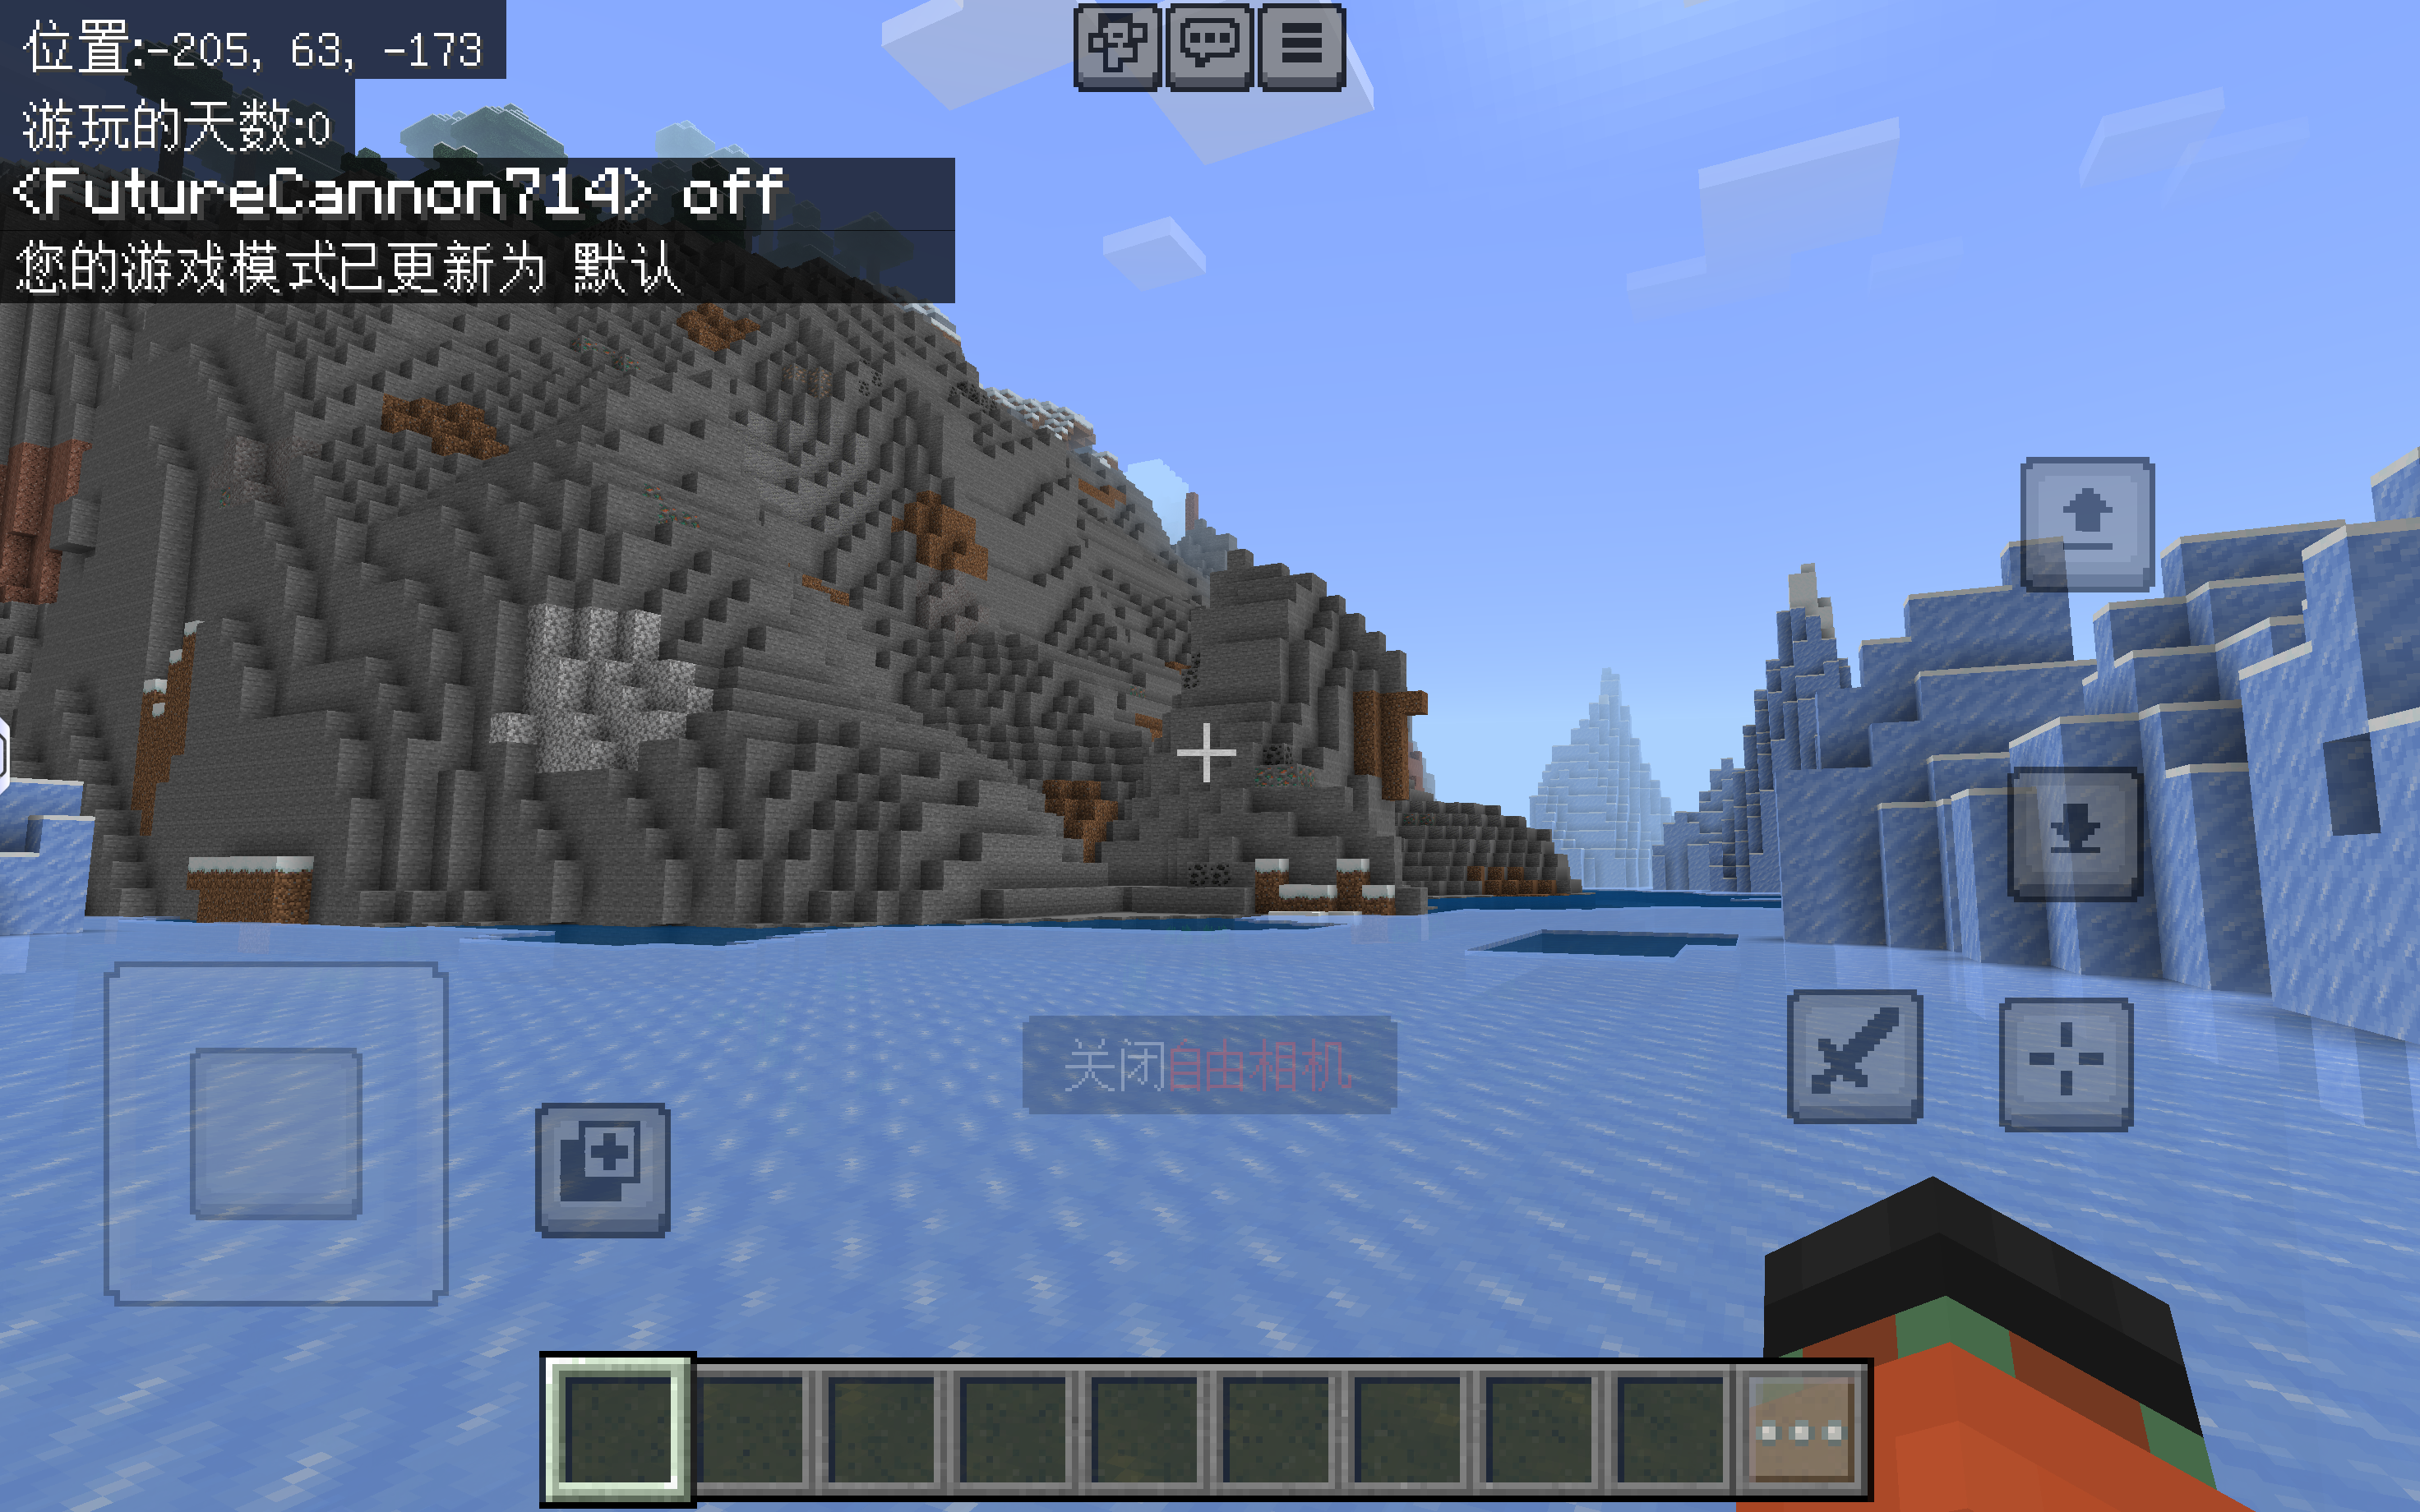 位置:-205, 63, -173
游玩的天数:0
<FutureCannon714> off
您的游戏模式已更新为 默认
关闭自由相机